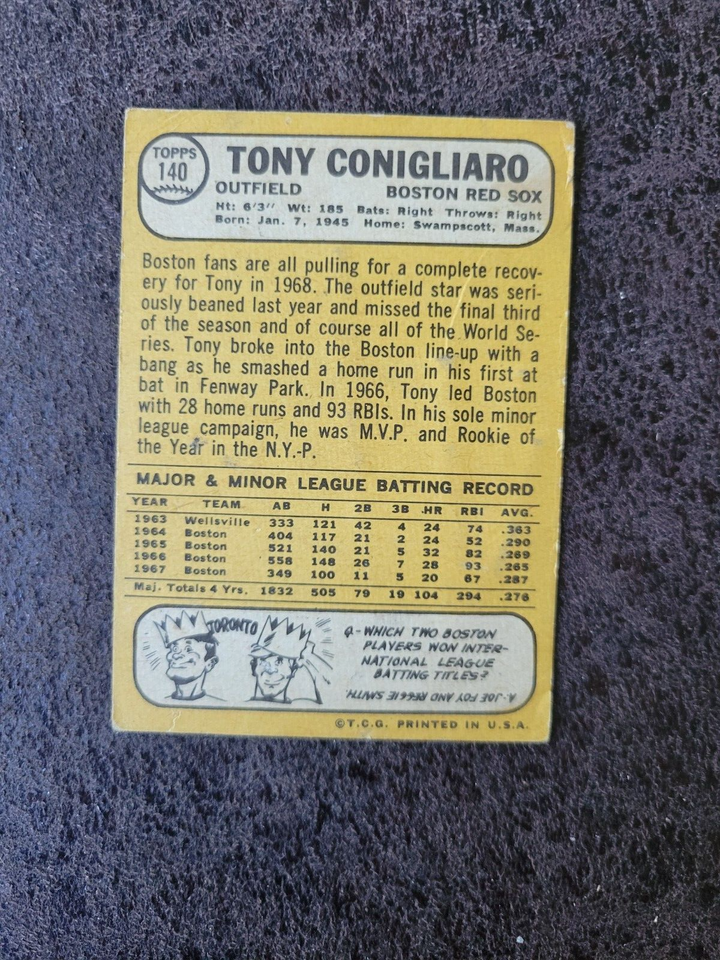 TOPPS
140
TONY CONIGLIARO
OUTFIELD BOSTON RED SOX
Ht: 6'3" Wt: 185 Bats: Right Throws: Right
Born: Jan. 7, 1945 Home: Swampscott, Mass.
Boston fans are all pulling for a complete recov-
ery for Tony in 1968. The outfield star was seri-
ously beaned last year and missed the final third
of the season and of course all of the World Se-
ries. Tony broke into the Boston line-up with a
bang as he smashed a home run in his first at
bat in Fenway Park. In 1966, Tony led Boston
with 28 home runs and 93 RBIs. In his sole minor
league campaign, he was M.V.P. and Rookie of
the Year in the N.Y.-P.
MAJOR & MINOR LEAGUE BATTING RECORD
YEAR TEAM AB H 2B 3B HR RBI AVG.
1963 Wellsville 333 121 42 4 24 74 .363
1964 Boston 404 117 21 2 24 52 .290
1965 Boston 521 140 21 5 32 82 .269
1966 Boston 558 148 26 7 28 93 .265
1967 Boston 349 100 11 5 20 67 .287
Maj. Totals 4 Yrs. 1832 505 79 19 104 294 .276
TORONTO
Q-WHICH TWO BOSTON
PLAYERS WON INTER-
NATIONAL LEAGUE
BATTING TITLES?
A. JOE FOY AND REGGIE SMITH.
©T.C.G. PRINTED IN U.S.A.